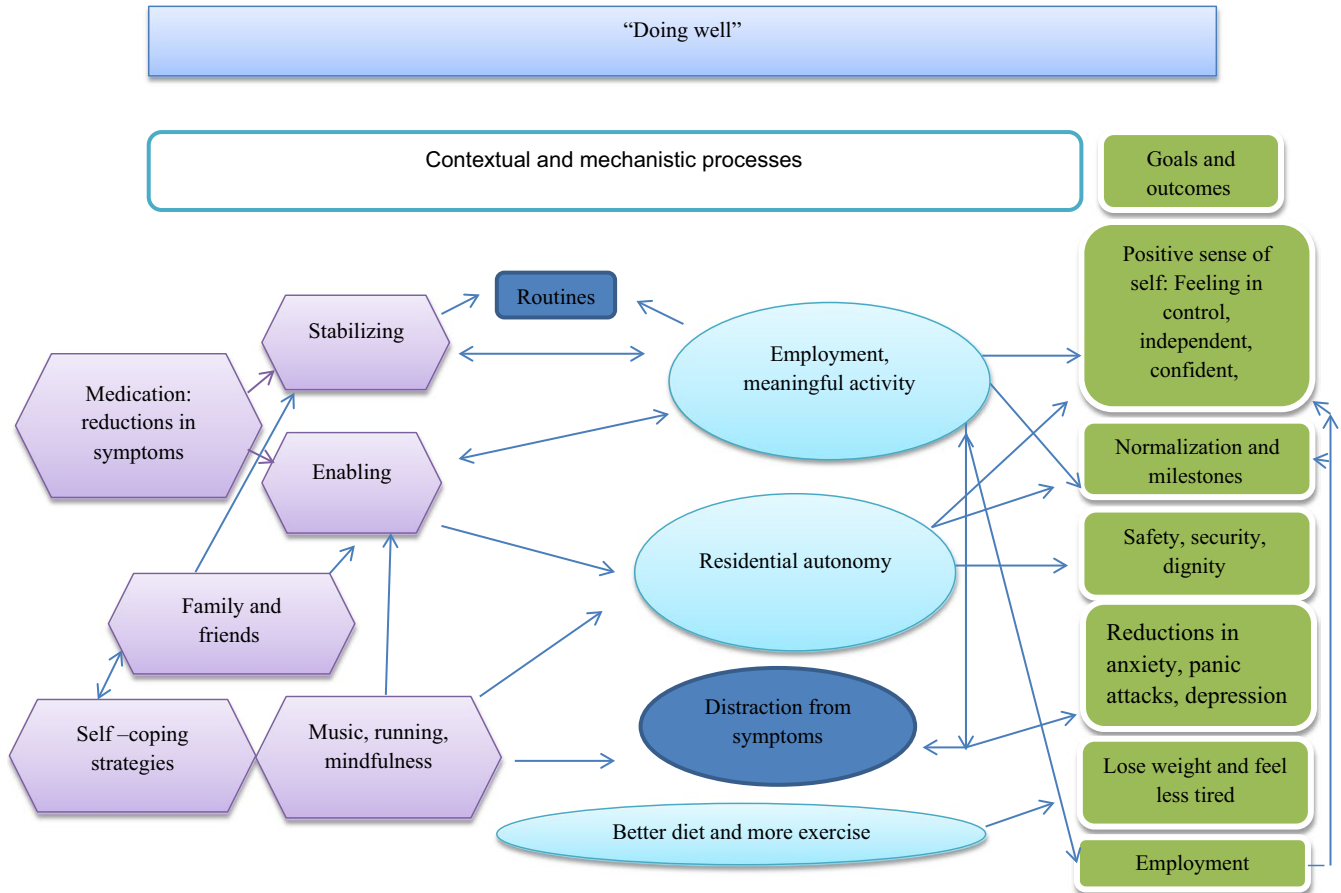 “Doing well”
Contextual and mechanistic processes
Goals and
outcomes
Positive sense of
self: Feeling in
control,
independent,
confident,
Routines
Stabilizing
Employment,
meaningful activity
Medication:
reductions in
symptoms
Enabling
Normalization and
milestones
Safety, security,
dignity
Residential autonomy
Family and
friends
Reductions in
anxiety, panic
attacks, depression
Distraction from
symptoms
Self –coping
strategies
Music, running,
mindfulness
Lose weight and feel
less tired
Better diet and more exercise
Employment